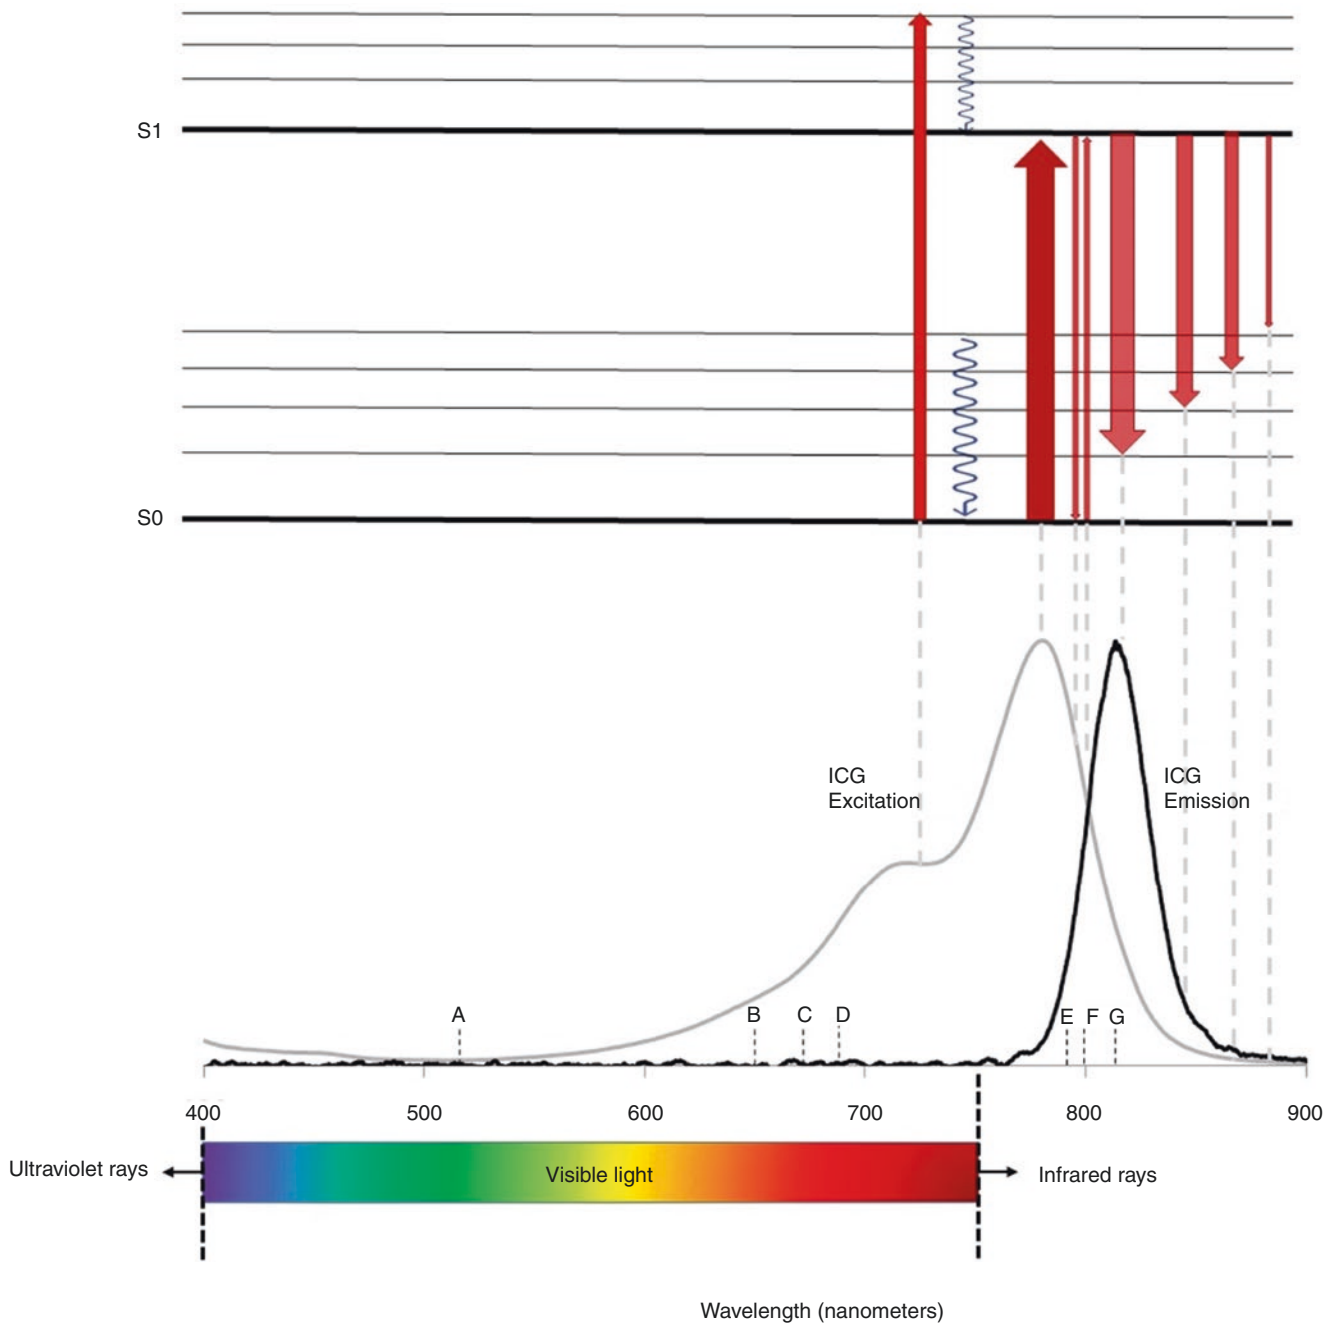 S1
S0
ICG
Excitation
ICG
Emission
A
B
C
D
E
F
G
400
500
600
700
800
900
Ultraviolet rays
Visible light
Infrared rays
Wavelength (nanometers)